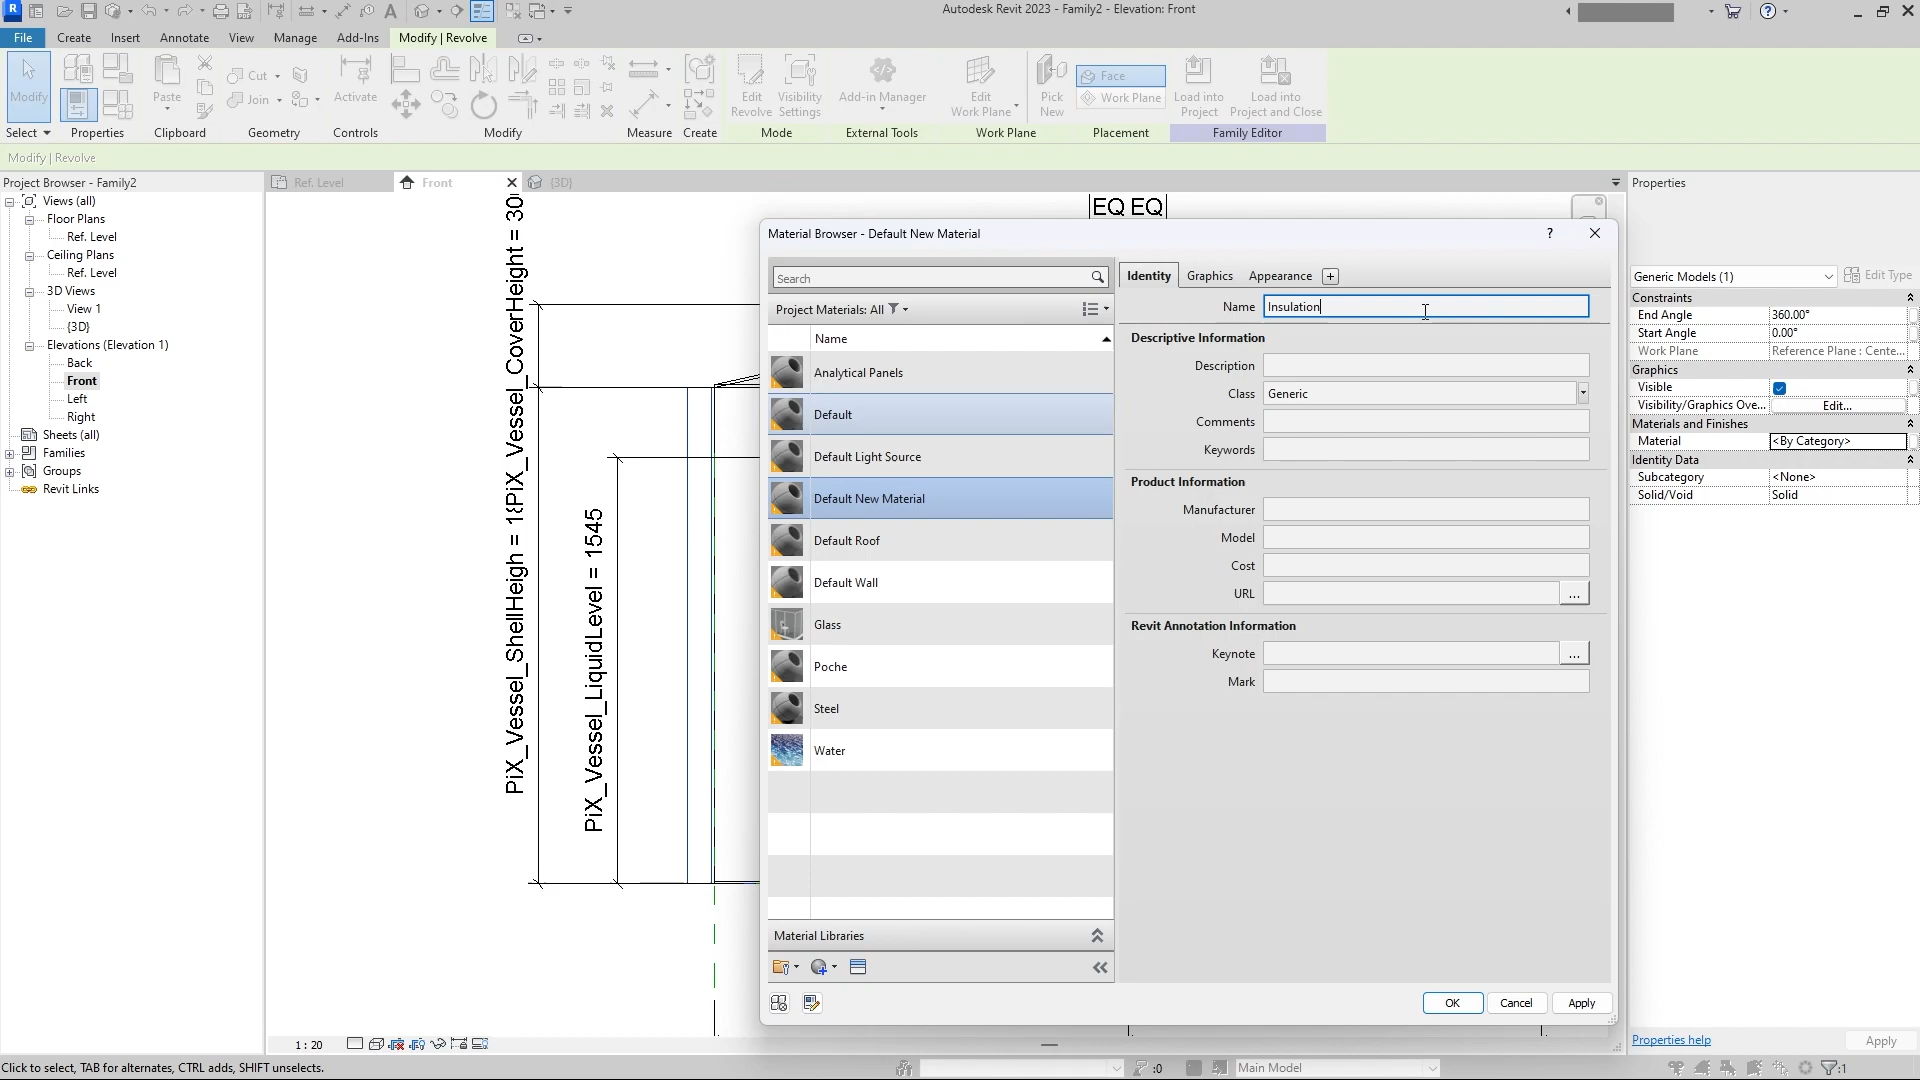 Autodesk Revit 2023 - Family2 - Elevation: Front
File Create Insert Annotate View Manage Add-Ins Modify | Revolve
Modify
Paste
Cut
Join
Activate
Edit Revolve
Visibility Settings
Add-in Manager
Edit Work Plane
Pick New
Face
Work Plane
Load into Project
Load into Project and Close
Select Properties Clipboard Geometry Controls Modify Measure Create Mode External Tools Work Plane Placement Family Editor
Modify | Revolve
Project Browser - Family2
Views (all)
Floor Plans
Ref. Level
Ceiling Plans
Ref. Level
3D Views
View 1
{3D}
Elevations (Elevation 1)
Back
Front
Left
Right
Sheets (all)
Families
Groups
Revit Links
Ref. Level
Front
{3D}
EQ EQ
PiX_Vessel_ShellHeigh = 1
PiX_Vessel_CoverHeight = 30
PiX_Vessel_LiquidLevel = 1545
1 : 20
Material Browser - Default New Material
?
Search
Project Materials: All
Name
Analytical Panels
Default
Default Light Source
Default New Material
Default Roof
Default Wall
Glass
Poche
Steel
Water
Material Libraries
Identity Graphics Appearance
Name Insulation
Descriptive Information
Description
Class Generic
Comments
Keywords
Product Information
Manufacturer
Model
Cost
URL ...
Revit Annotation Information
Keynote ...
Mark
OK Cancel Apply
Properties
Generic Models (1) Edit Type
Constraints
End Angle 360.00°
Start Angle 0.00°
Work Plane Reference Plane : Cente...
Graphics
Visible
Visibility/Graphics Ove... Edit...
Materials and Finishes
Material <By Category>
Identity Data
Subcategory <None>
Solid/Void Solid
Properties help Apply
Click to select, TAB for alternates, CTRL adds, SHIFT unselects.
:0
Main Model
:1